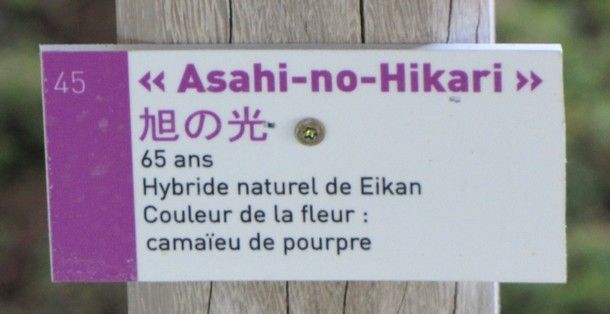 45
« Asahi-no-Hikari »
旭の光
65 ans
Hybride naturel de Eikan
Couleur de la fleur :
camaïeu de pourpre